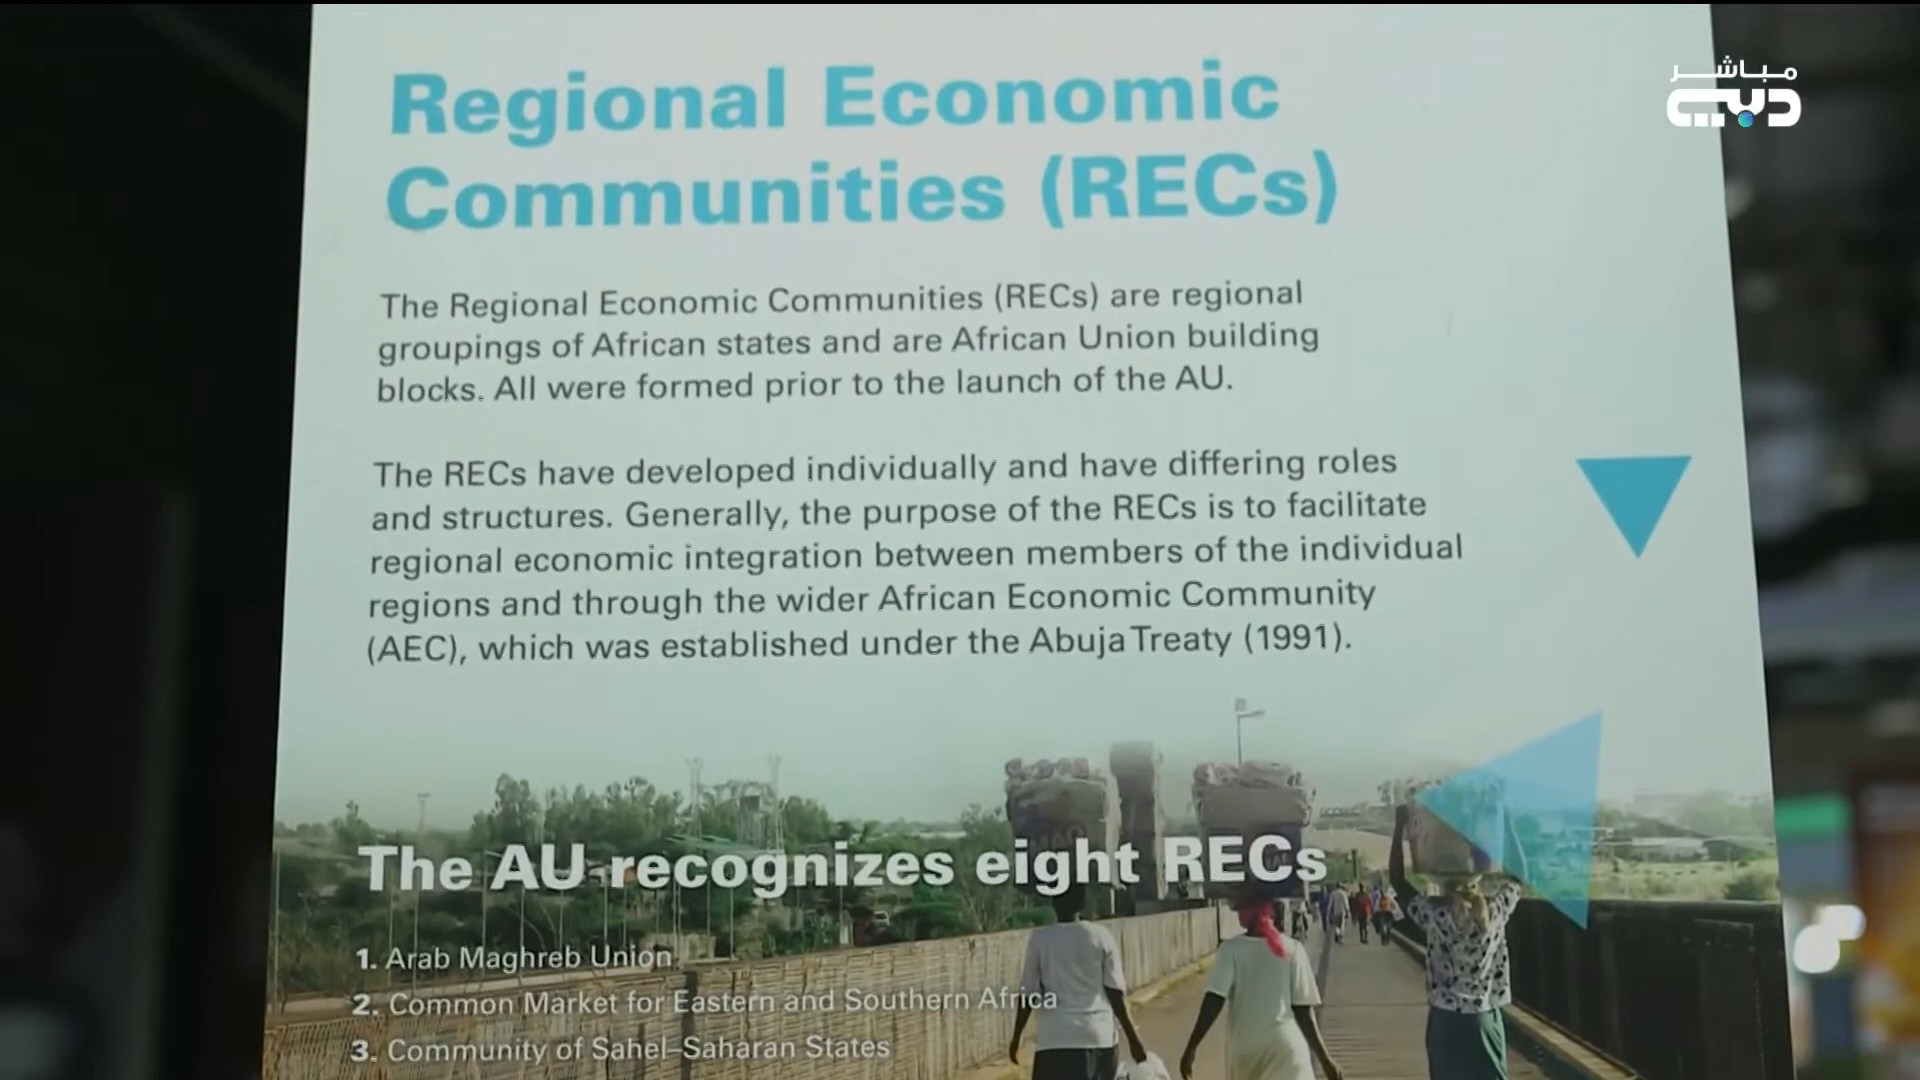 مباشر
دبي
Regional Economic
Communities (RECs)
The Regional Economic Communities (RECs) are regional
groupings of African states and are African Union building
blocks. All were formed prior to the launch of the AU.
The RECs have developed individually and have differing roles
and structures. Generally, the purpose of the RECs is to facilitate
regional economic integration between members of the individual
regions and through the wider African Economic Community
(AEC), which was established under the Abuja Treaty (1991).
The AU recognizes eight RECs
1. Arab Maghreb Union
2. Common Market for Eastern and Southern Africa
3. Community of Sahel–Saharan States